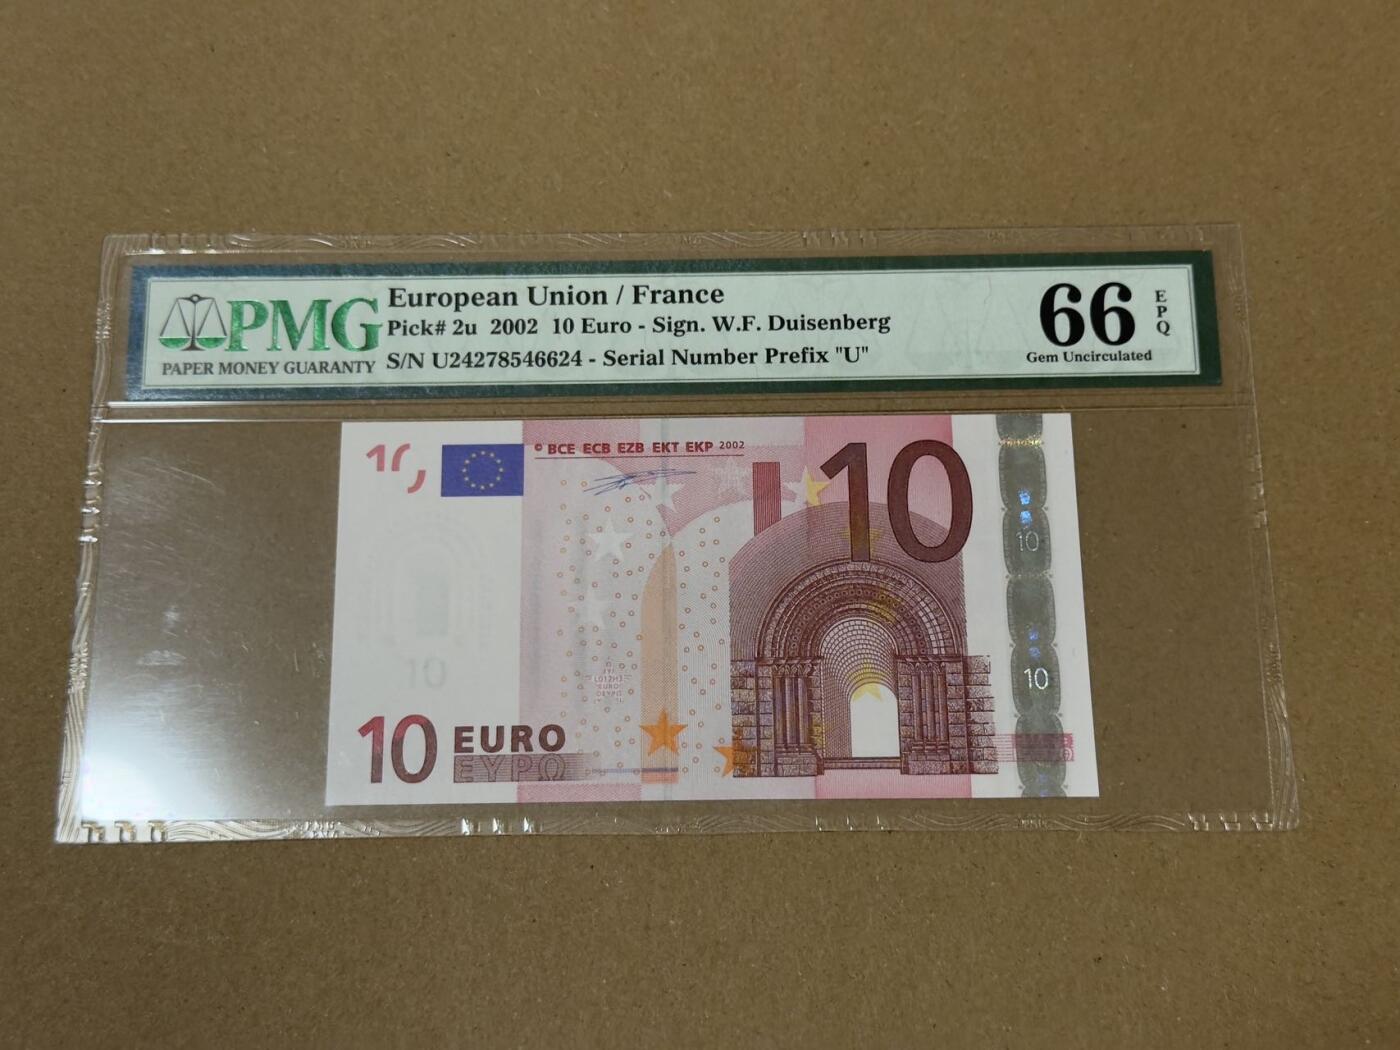 PMG
PAPER MONEY GUARANTY
European Union / France
Pick# 2u 2002 10 Euro - Sign. W.F. Duisenberg
S/N U24278546624 - Serial Number Prefix "U"
66 EPQ
Gem Uncirculated
© BCE ECB EZB EKT EKP 2002
10
10
10
10
L012H3
10 EURO
ΕΥΡΩ